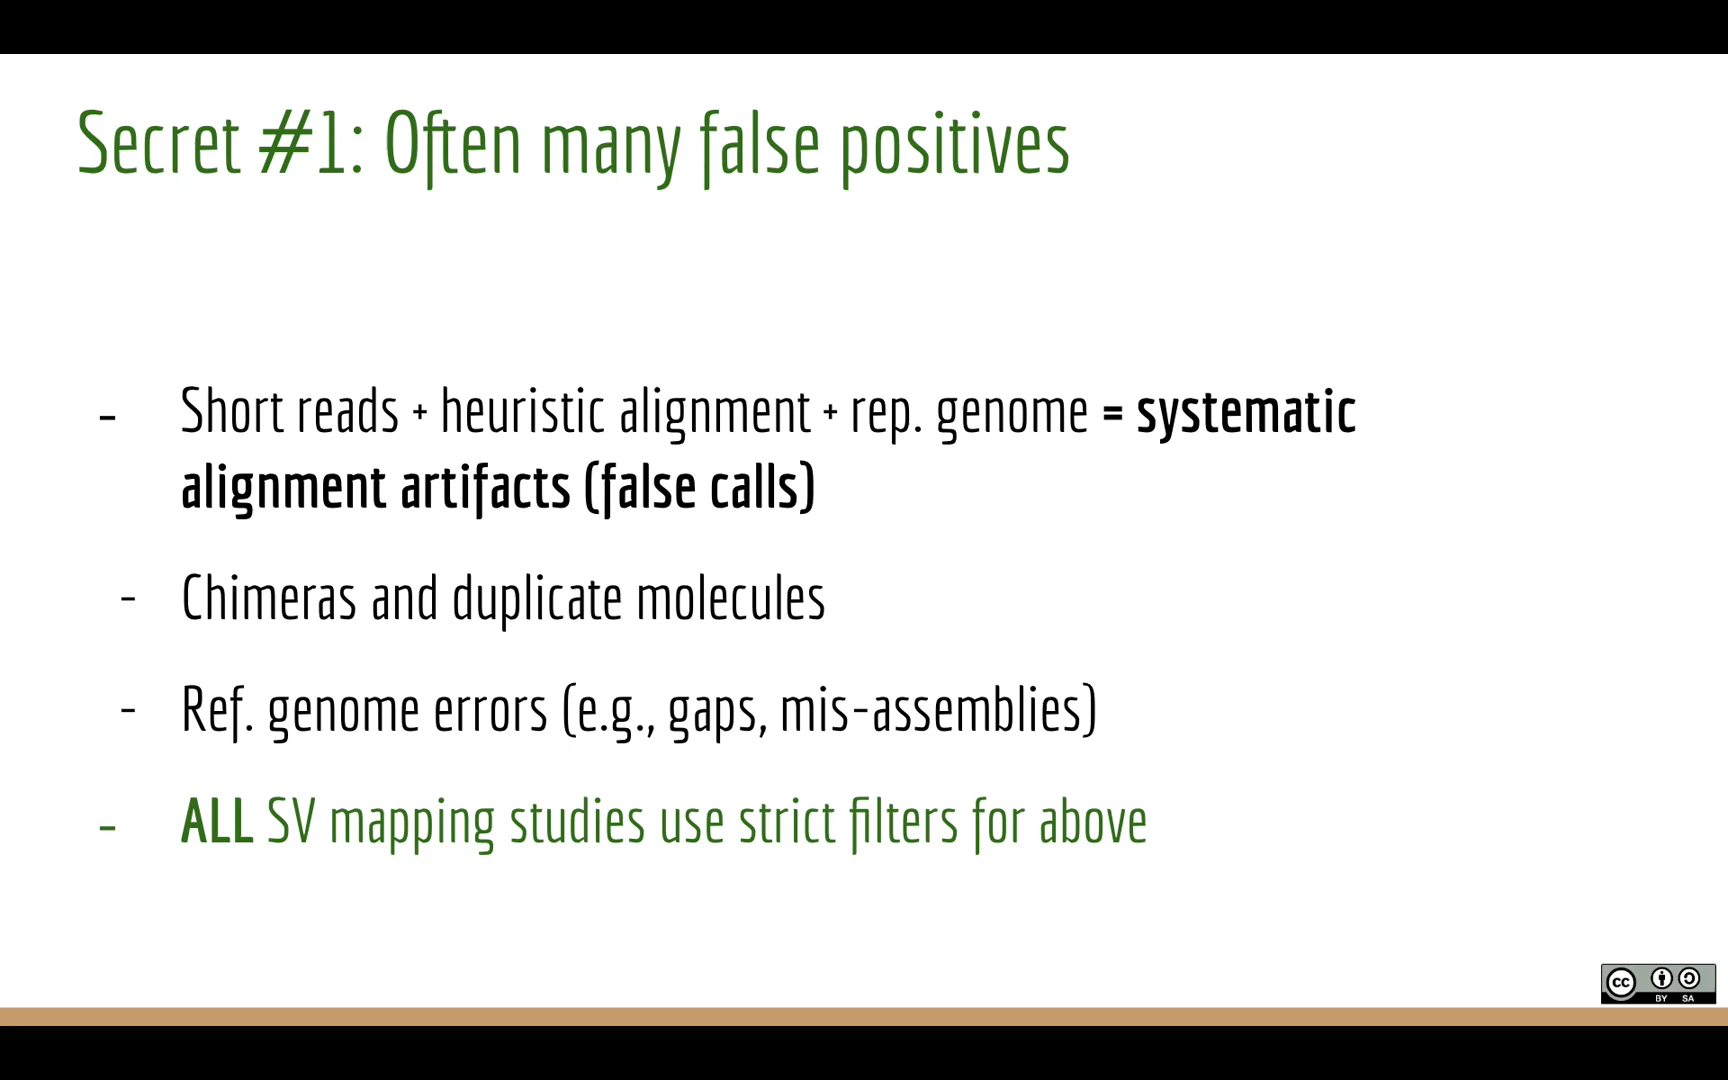 Secret #1: Often many false positives
- Short reads + heuristic alignment + rep. genome = systematic
alignment artifacts (false calls)
- Chimeras and duplicate molecules
- Ref. genome errors (e.g., gaps, mis-assemblies)
- ALL SV mapping studies use strict filters for above
cc
BY SA